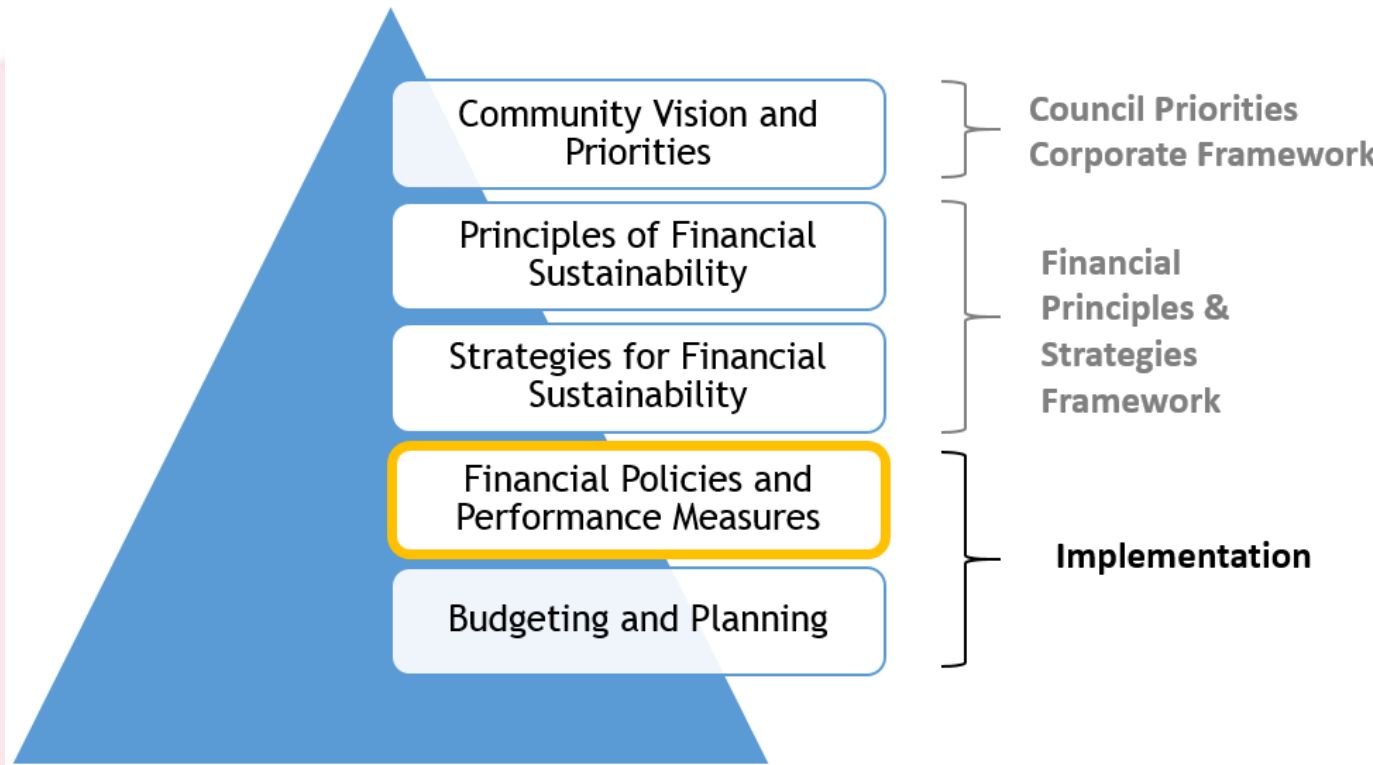 Community Vision and
Priorities
Council Priorities
Corporate Framework
Principles of Financial
Sustainability
Strategies for Financial
Sustainability
Financial
Principles &
Strategies
Framework
Financial Policies and
Performance Measures
Budgeting and Planning
Implementation